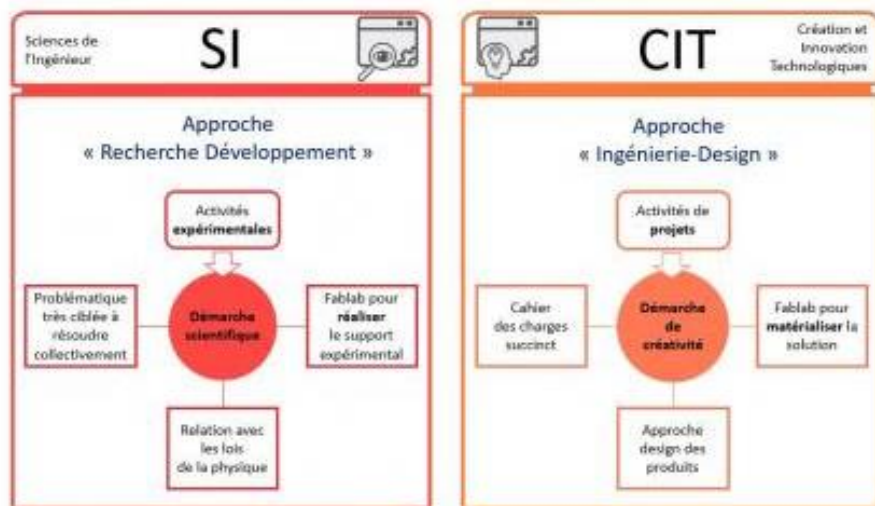 Sciences de
l'Ingénieur
SI
Approche
« Recherche Développement »
Activités
expérimentales
Problématique
très ciblée à
résoudre
collectivement
Démarche
scientifique
Fablab pour
réaliser
le support
expérimental
Relation avec
les lois
de la physique
CIT
Création et
Innovation
Technologiques
Approche
« Ingénierie-Design »
Activités de
projets
Cahier
des charges
succinct
Démarche
de
créativité
Fablab pour
matérialiser la
solution
Approche
design des
produits